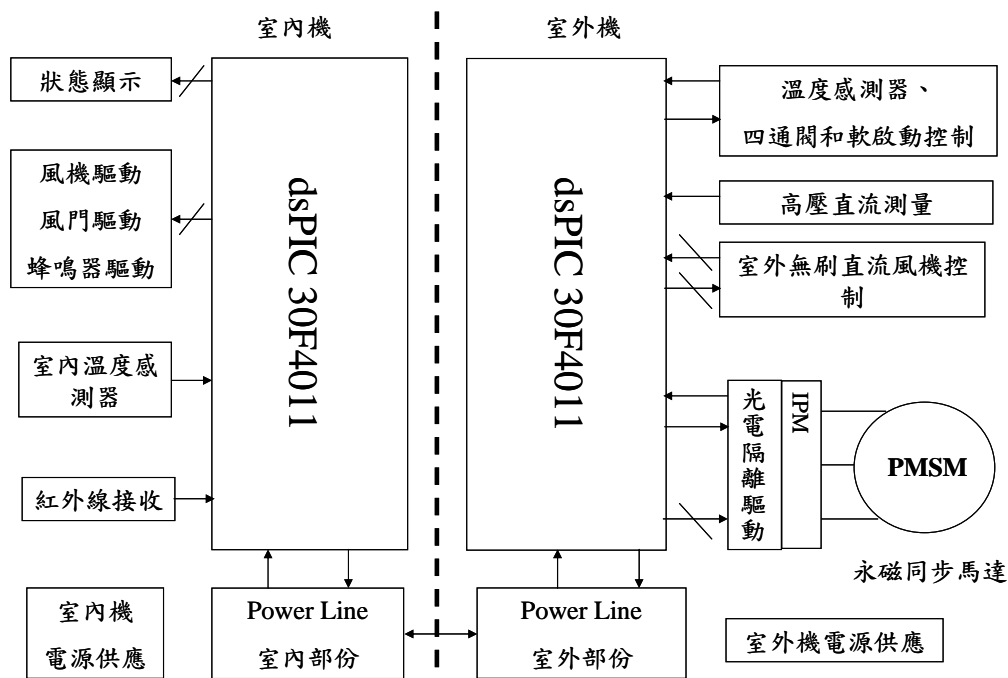 室內機
狀態顯示
風機驅動
風門驅動
蜂鳴器驅動
室內溫度感
測器
紅外線接收
dsPIC 30F4011
Power Line
室內部份
室內機
電源供應
室外機
dsPIC 30F4011
溫度感測器、
四通閥和軟啟動控制
高壓直流測量
室外無刷直流風機控
制
光電隔離驅動
IPM
PMSM
永磁同步馬達
Power Line
室外部份
室外機電源供應